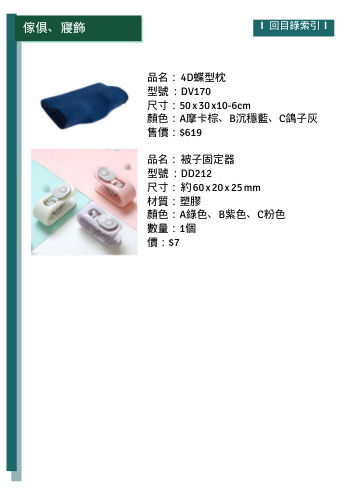 傢俱、寢飾
I 回目錄索引 I
品名：4D蝶型枕
型號：DV170
尺寸：50x30x10-6cm
顏色：A摩卡棕、B沉穩藍、C鴿子灰
售價：$619
品名：被子固定器
型號：DD212
尺寸：約60x20x25mm
材質：塑膠
顏色：A綠色、B紫色、C粉色
數量：1個
價：$7